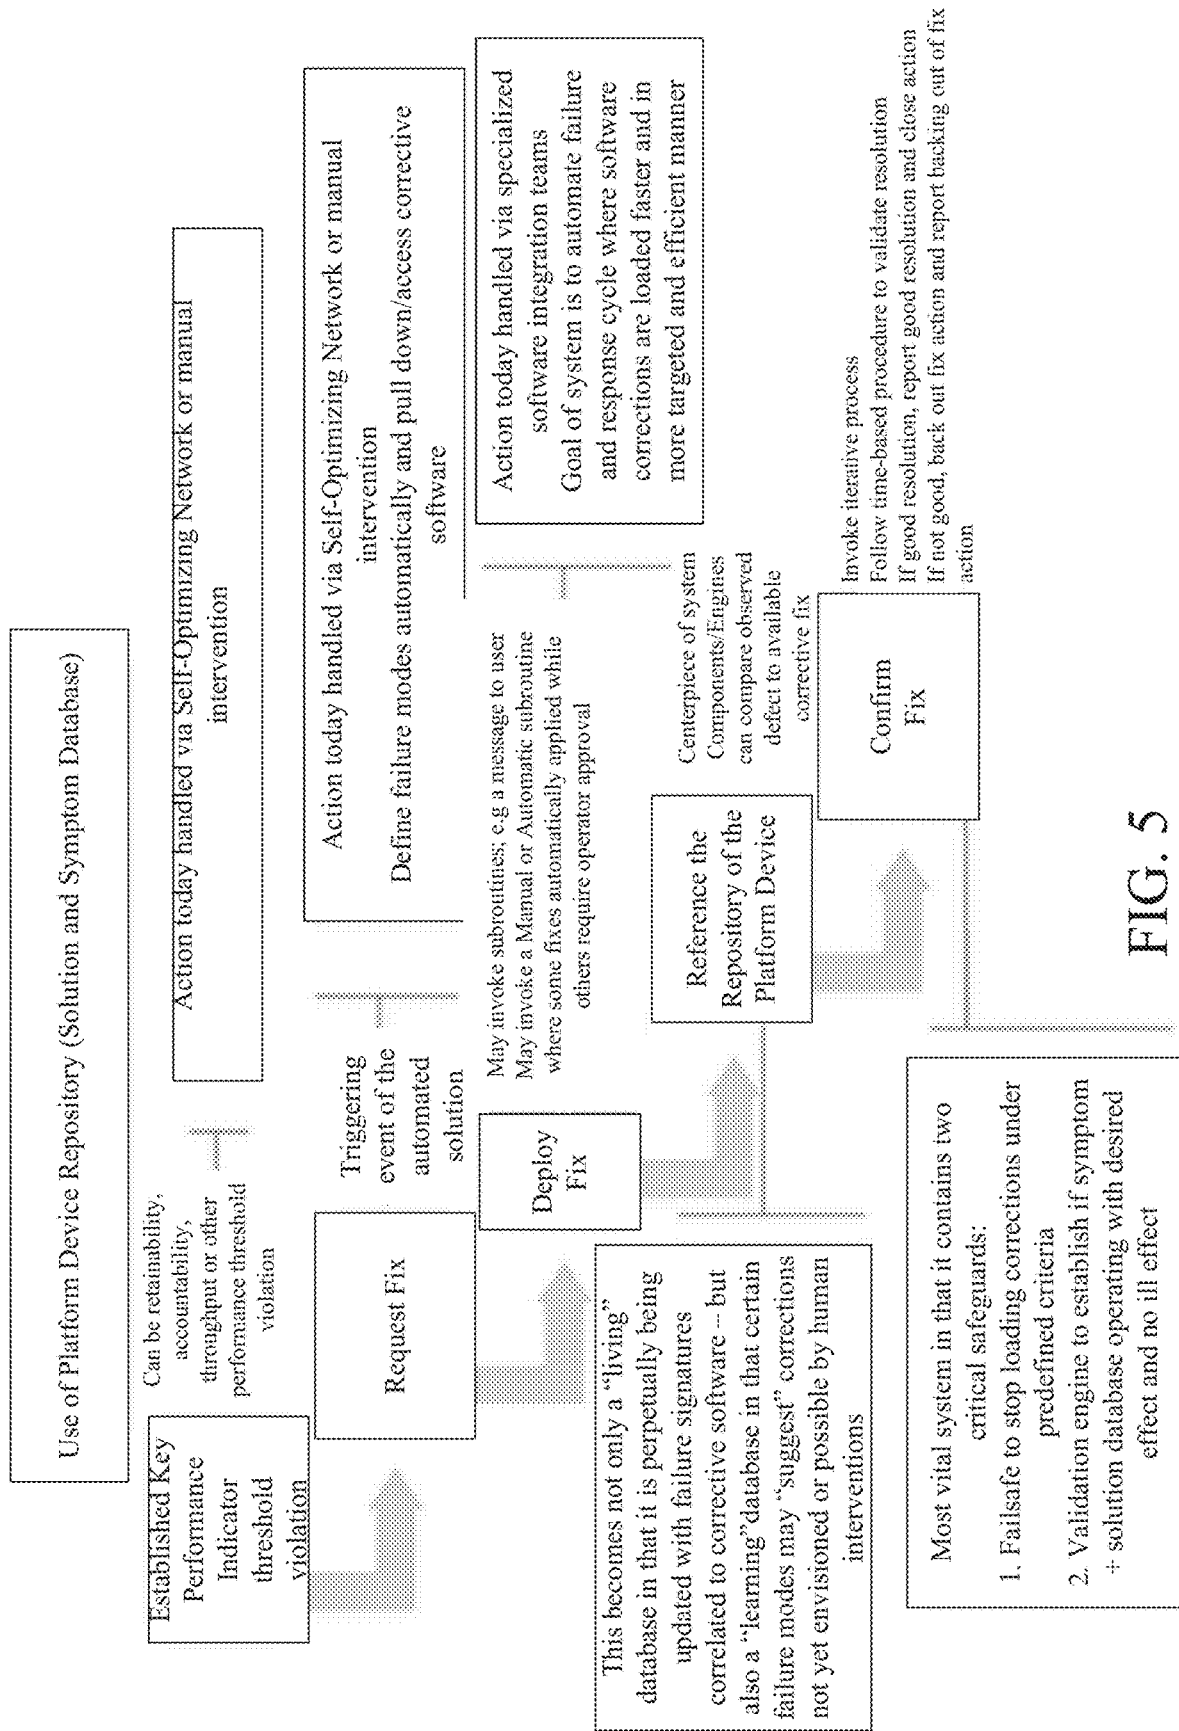 Use of Platform Device Repository (Solution and Symptom Database)
Established Key
Performance
Indicator
threshold
violation
Can be retainability,
accountability,
throughput or other
performance threshold
violation
Action today handled via Self-Optimizing Network or manual
intervention
Request Fix
Triggering
event of the
automated
solution
Action today handled via Self-Optimizing Network or manual
intervention
Define failure modes automatically and pull down/access corrective
software
Deploy
Fix
May invoke subroutines; e.g a message to user
May invoke a Manual or Automatic subroutine
where some fixes automatically applied while
others require operator approval
Action today handled via specialized
software integration teams
Goal of system is to automate failure
and response cycle where software
corrections are loaded faster and in
more targeted and efficient manner
This becomes not only a “living”
database in that it is perpetually being
updated with failure signatures
correlated to corrective software – but
also a “learning”database in that certain
failure modes may “suggest” corrections
not yet envisioned or possible by human
interventions
Reference the
Repository of the
Platform Device
Centerpiece of system
Components/Engines
can compare observed
defect to available
corrective fix
Confirm
Fix
Invoke iterative process
Follow time-based procedure to validate resolution
If good resolution, report good resolution and close action
If not good, back out fix action and report backing out of fix
action
Most vital system in that it contains two
critical safeguards:
1. Failsafe to stop loading corrections under
predefined criteria
2. Validation engine to establish if symptom
+ solution database operating with desired
effect and no ill effect
FIG. 5